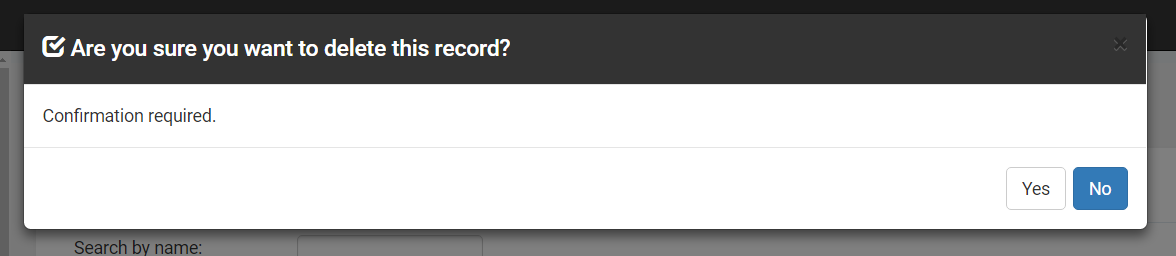 Are you sure you want to delete this record?
×
Confirmation required.
Yes No
Search by name: